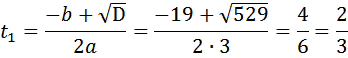 t₁ = (-b + √D)/(2a) = (-19 + √529)/(2 · 3) = 4/6 = 2/3